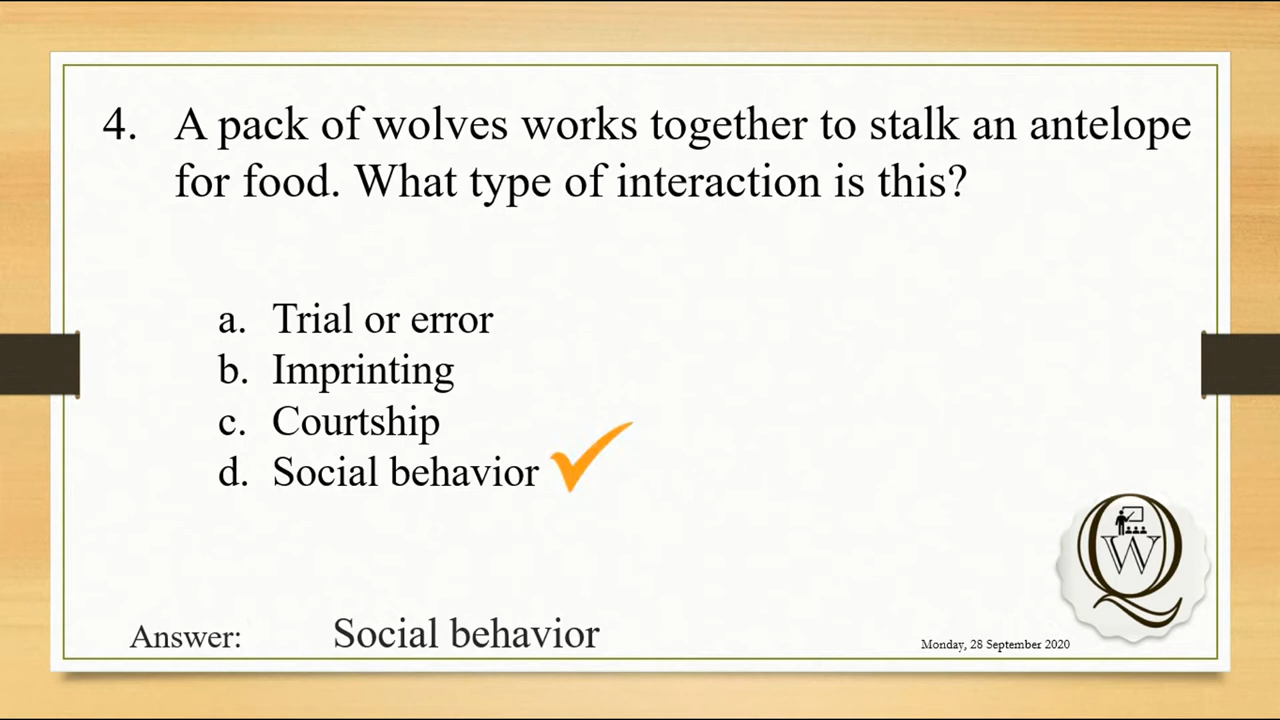 4. A pack of wolves works together to stalk an antelope
for food. What type of interaction is this?
a. Trial or error
b. Imprinting
c. Courtship
d. Social behavior
QW
Answer: Social behavior
Monday, 28 September 2020